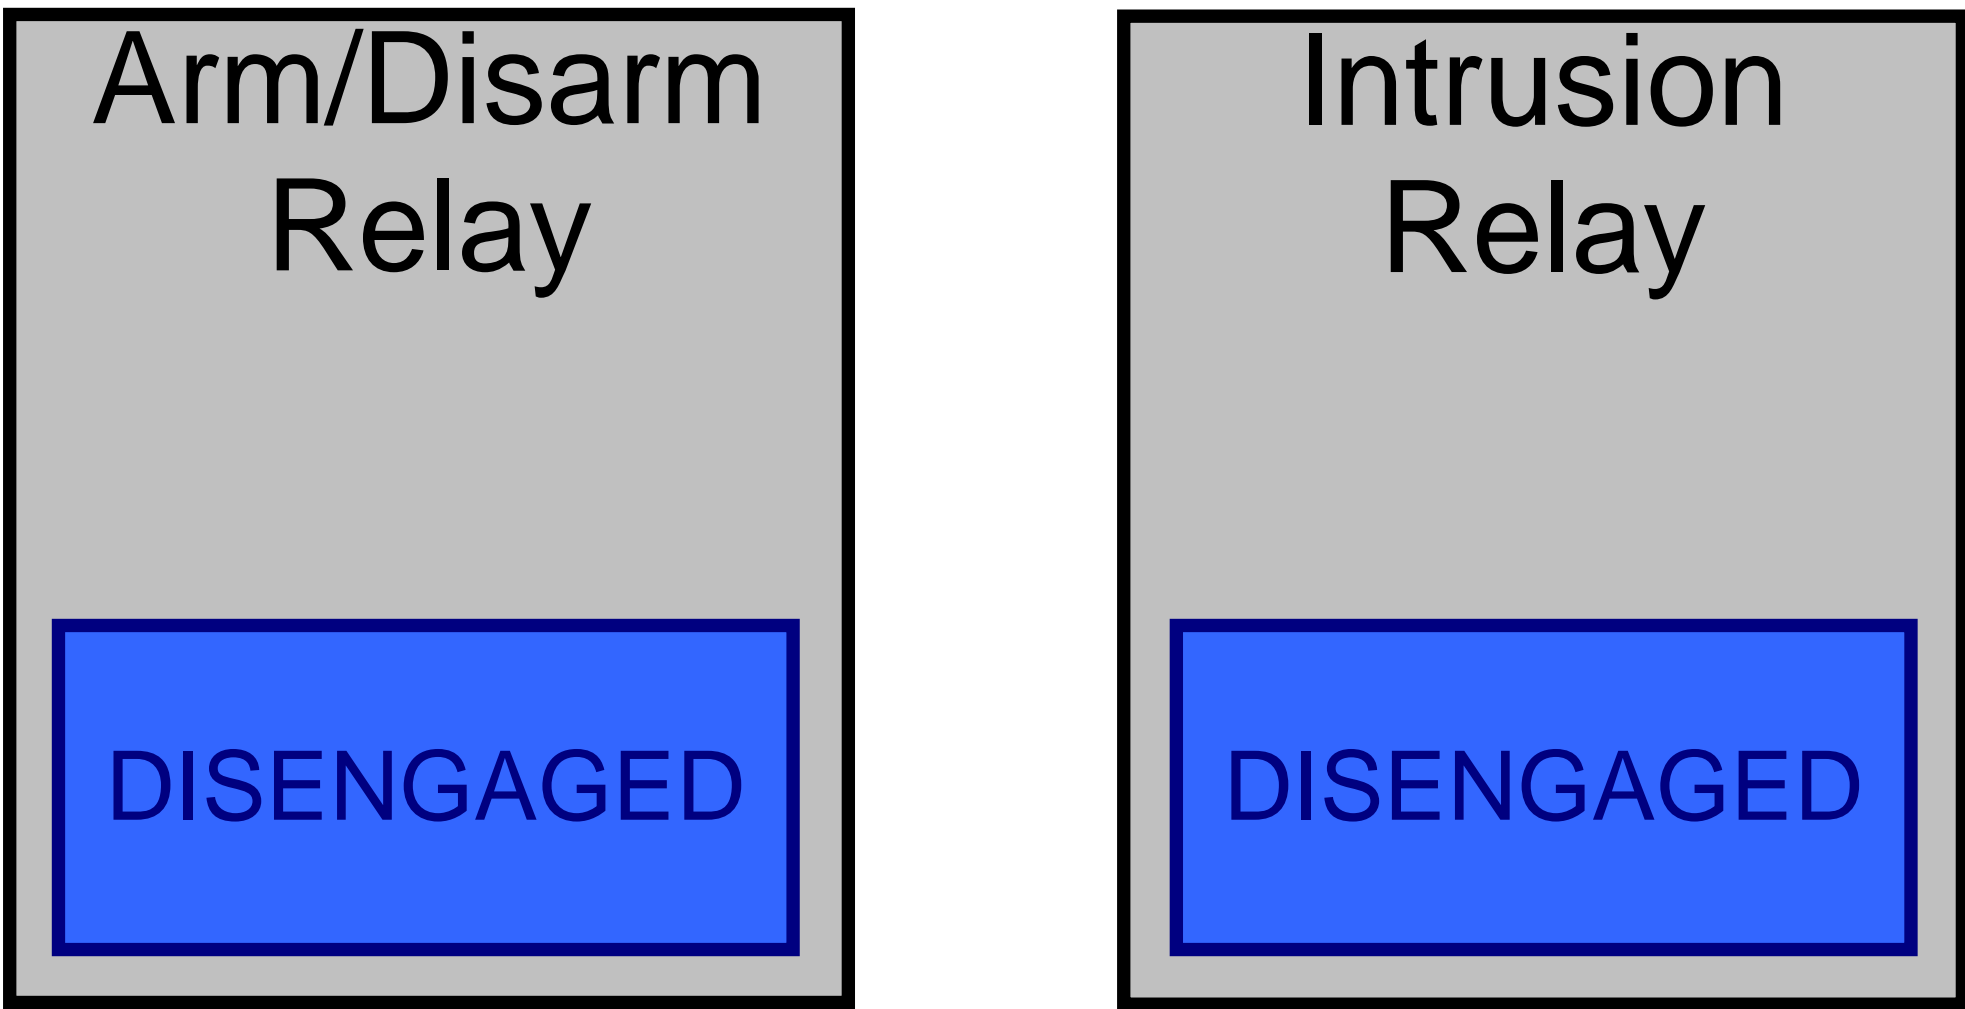 Arm/Disarm
Relay
DISENGAGED
Intrusion
Relay
DISENGAGED